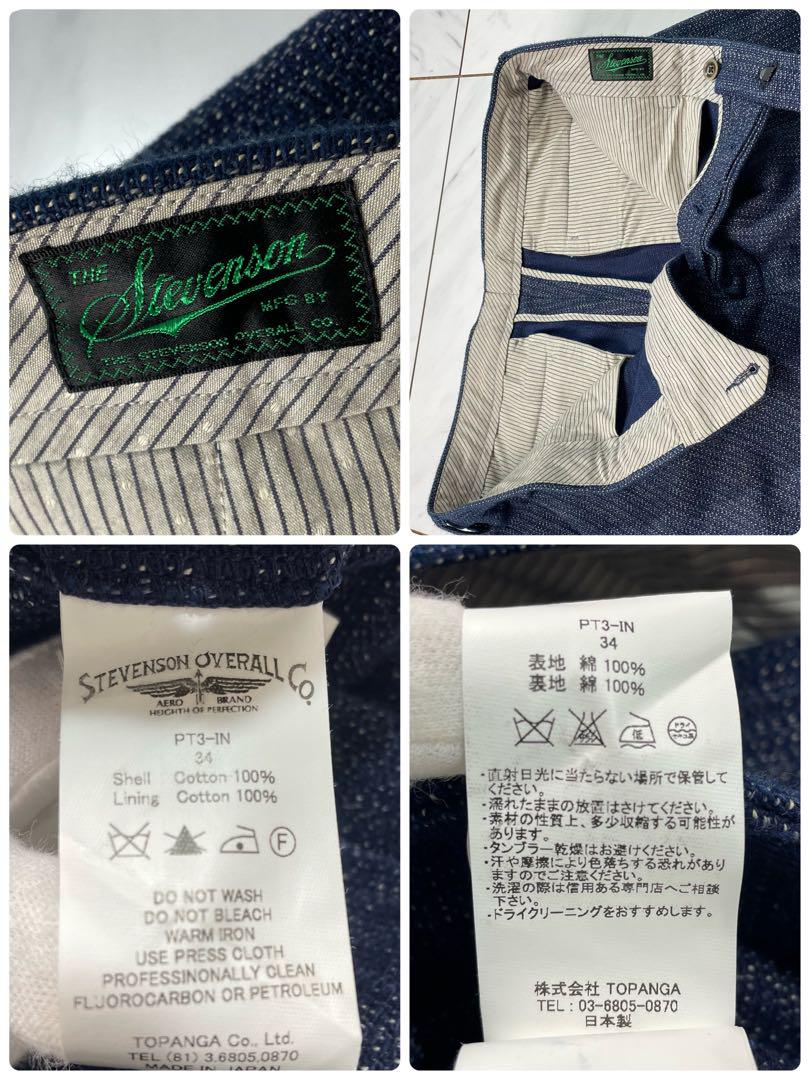 THE
Stevenson
MFG BY
THE STEVENSON OVERALL CO.
THE
Stevenson
STEVENSON OVERALL CO.
AERO BRAND
HEIGHTH OF PERFECTION
PT3-IN
34
Shell Cotton 100%
Lining Cotton 100%
F
DO NOT WASH
DO NOT BLEACH
WARM IRON
USE PRESS CLOTH
PROFESSINONALLY CLEAN
FLUOROCARBON OR PETROLEUM
TOPANGA Co., Ltd.
TEL (81) 3.6805.0870
MADE IN JAPAN
PT3-IN
34
表地 綿 100%
裏地 綿 100%
低 ドライ
・直射日光に当たらない場所で保管して
ください。
・濡れたままの放置はさけてください。
・素材の性質上、多少収縮する可能性が
あります。
・タンブラー乾燥はお避けください。
・汗や摩擦により色落ちする恐れがあり
ますのでご注意ください。
・洗濯の際は信用ある専門店へご相談
下さい。
・ドライクリーニングをおすすめします。
株式会社 TOPANGA
TEL : 03-6805-0870
日本製